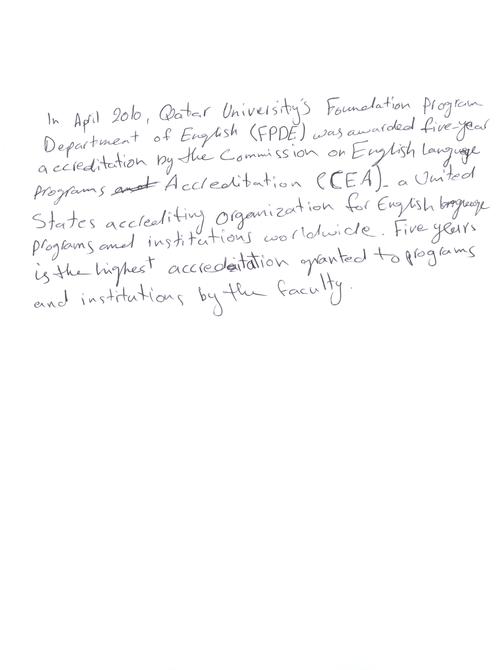 In April 2010, Qatar University's Foundation Program
Department of English (FPDE) was awarded five-year
accreditation by the Commission on English Language
Programs Accreditation (CEA) - a United
States accrediting organization for English language
programs and institutions worldwide. Five years
is the highest accreditation granted to programs
and institutions by the faculty.